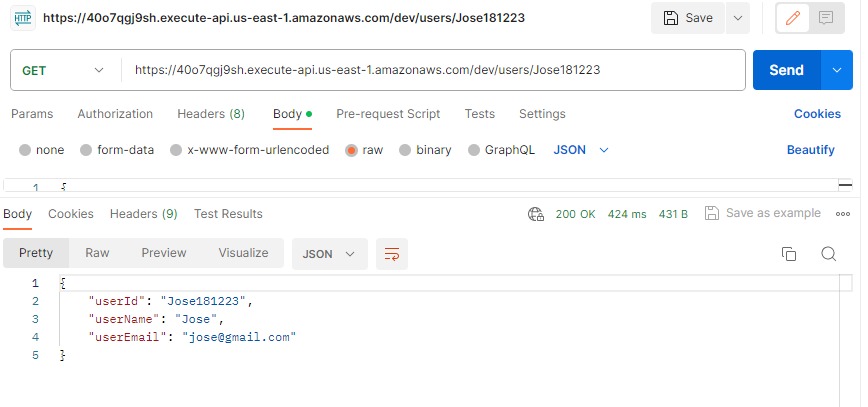 HTTP https://40o7qgj9sh.execute-api.us-east-1.amazonaws.com/dev/users/Jose181223 Save
GET https://40o7qgj9sh.execute-api.us-east-1.amazonaws.com/dev/users/Jose181223 Send
Params Authorization Headers (8) Body Pre-request Script Tests Settings Cookies
none form-data x-www-form-urlencoded raw binary GraphQL JSON Beautify
1 {
Body Cookies Headers (9) Test Results 200 OK 424 ms 431 B Save as example
Pretty Raw Preview Visualize JSON
1 {
2 "userId": "Jose181223",
3 "userName": "Jose",
4 "userEmail": "jose@gmail.com"
5 }